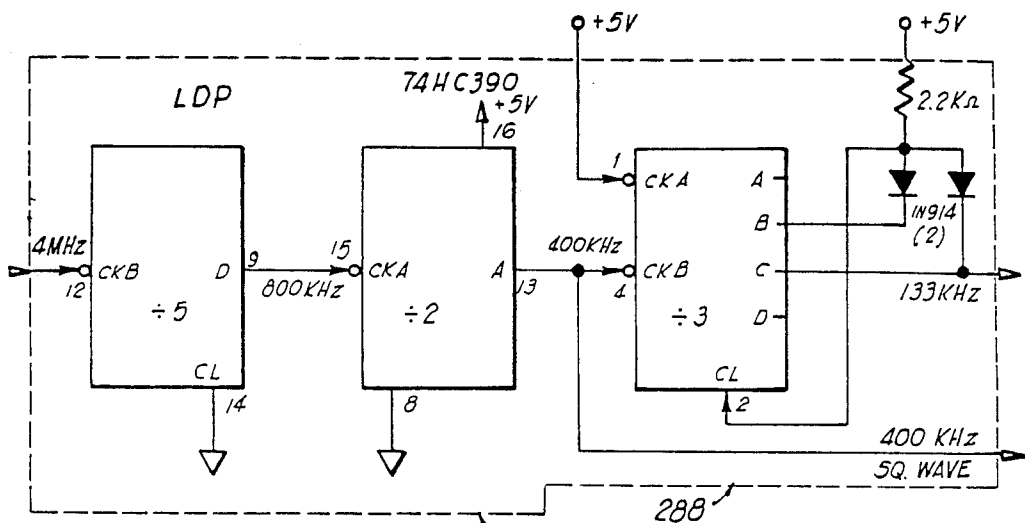 +5V
+5V
LDP
74HC390
+5V
16
2.2KΩ
1
CKA
A
B
1N914
(2)
4MHz
12
CKB
D
9
800KHZ
15
CKA
A
13
400KHZ
4
CKB
C
133KHZ
÷5
÷2
÷3
D
CL
14
8
CL
2
400 KHZ
SQ. WAVE
288